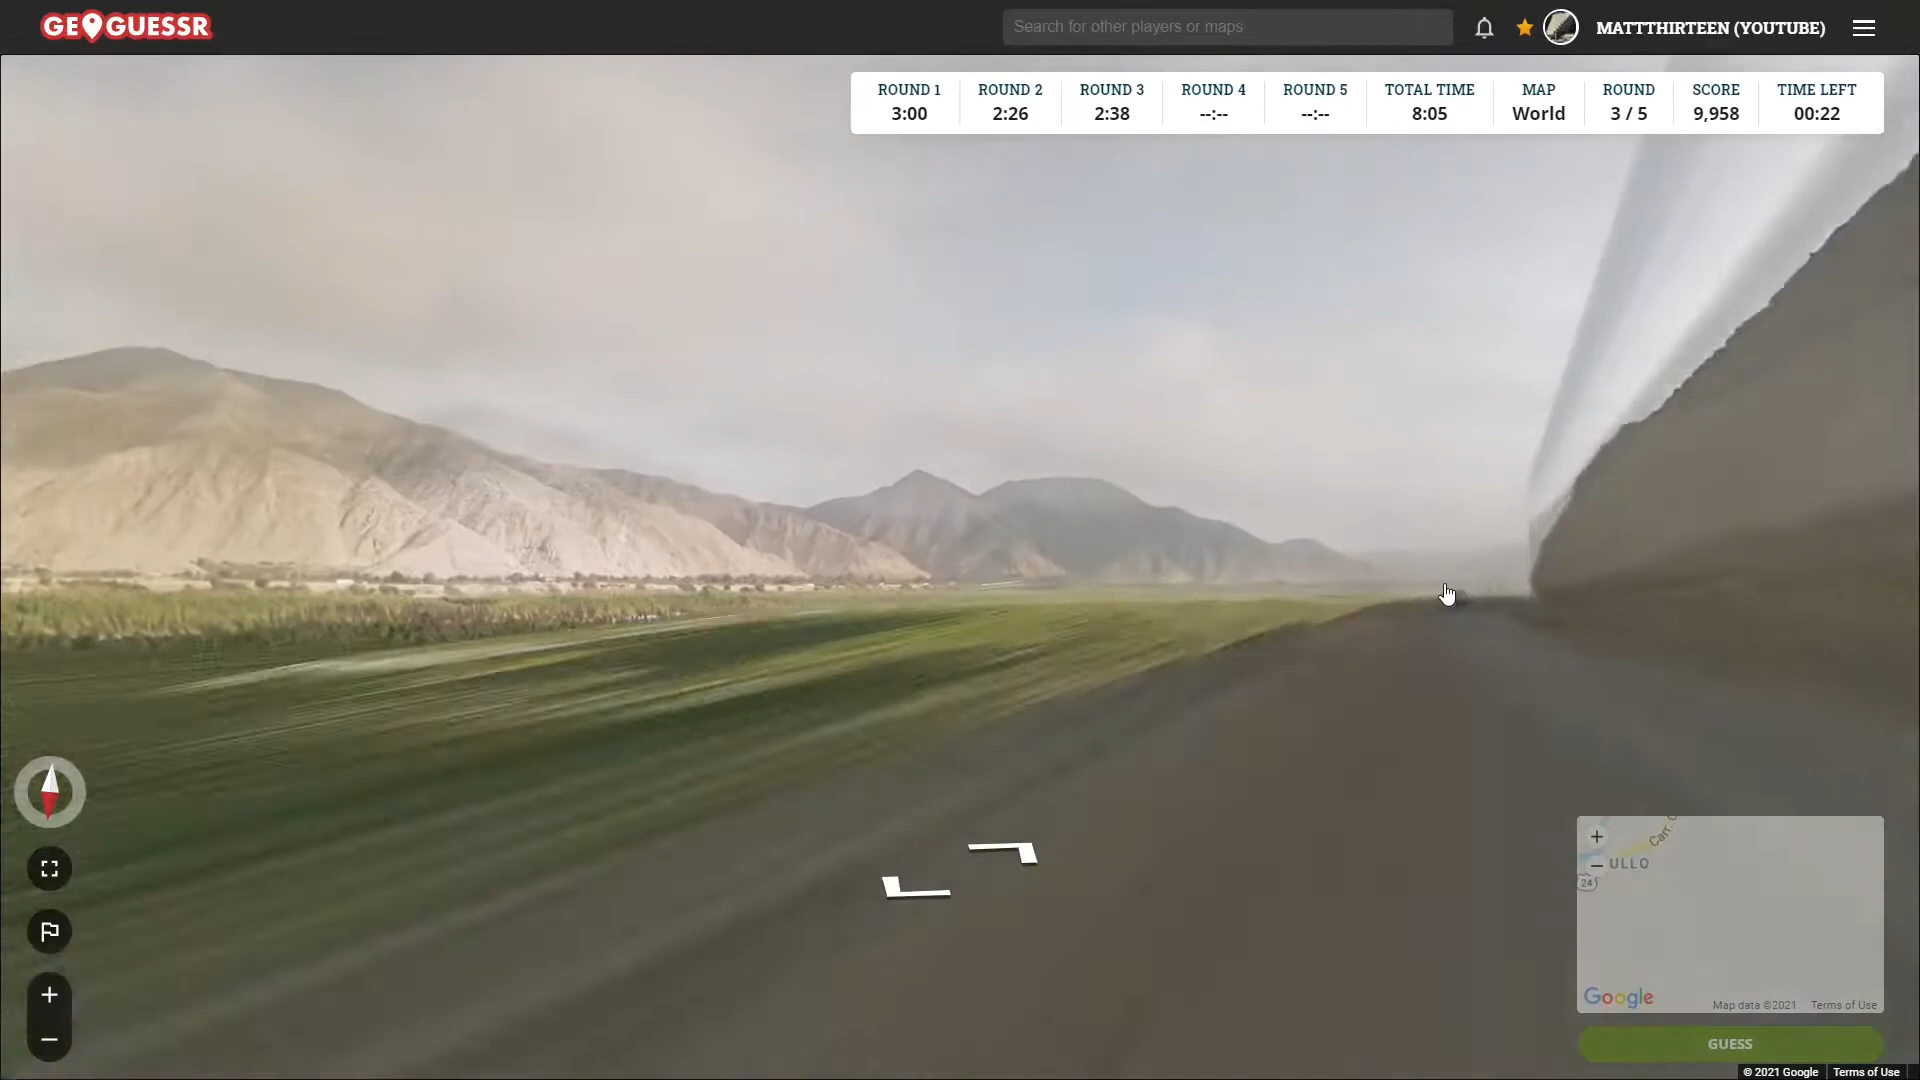 GEOGUESSR
Search for other players or maps
MATTTHIRTEEN (YOUTUBE)
ROUND 1 ROUND 2 ROUND 3 ROUND 4 ROUND 5 TOTAL TIME MAP ROUND SCORE TIME LEFT
3:00 2:26 2:38 --:-- --:-- 8:05 World 3 / 5 9,958 00:22
+
−
+
Carr.
ULLO
−
24
Google
Map data ©2021 Terms of Use
GUESS
© 2021 Google Terms of Use